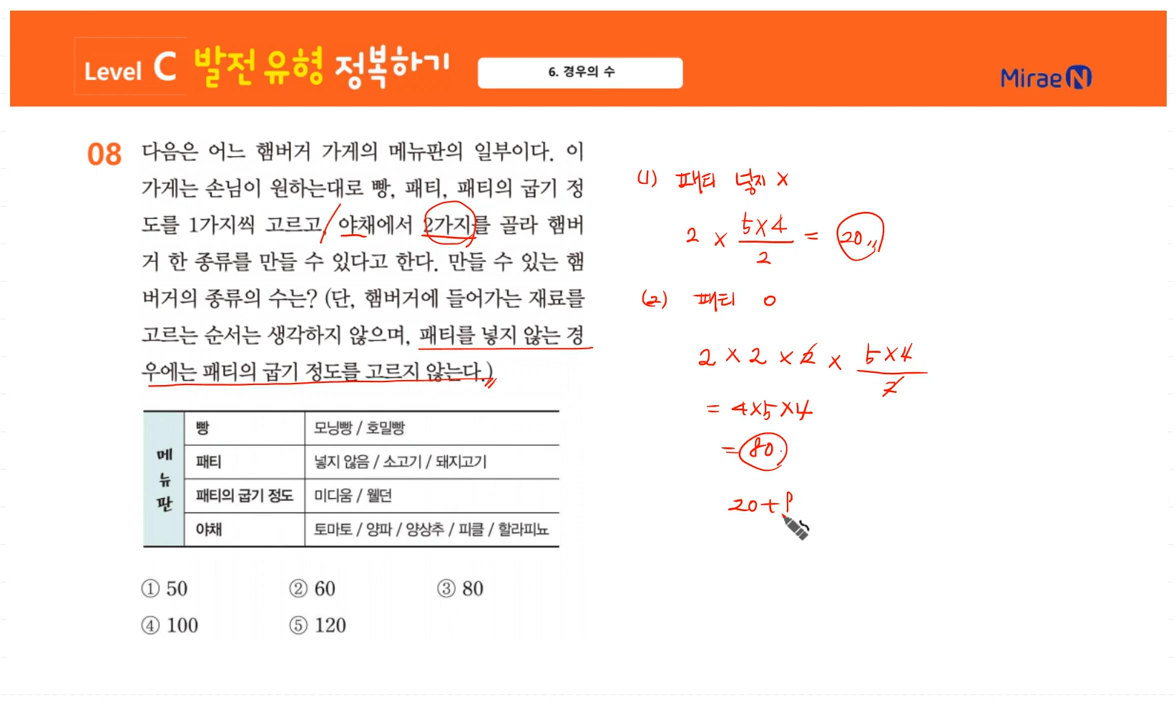 Level C 발전 유형 정복하기
6. 경우의 수
Mirae N
08 다음은 어느 햄버거 가게의 메뉴판의 일부이다. 이
가게는 손님이 원하는대로 빵, 패티, 패티의 굽기 정
도를 1가지씩 고르고, 야채에서 2가지를 골라 햄버
거 한 종류를 만들 수 있다고 한다. 만들 수 있는 햄
버거의 종류의 수는? (단, 햄버거에 들어가는 재료를
고르는 순서는 생각하지 않으며, 패티를 넣지 않는 경
우에는 패티의 굽기 정도를 고르지 않는다.)
메뉴판
빵 모닝빵 / 호밀빵
패티 넣지 않음 / 소고기 / 돼지고기
패티의 굽기 정도 미디움 / 웰던
야채 토마토 / 양파 / 양상추 / 피클 / 할라피뇨
① 50 ② 60 ③ 80
④ 100 ⑤ 120
(1) 패티 넣지 X
2 × 5×4/2 = 20
(2) 패티 O
2 × 2 × 2 × 5×4/2
= 4×5×4
= 80
20+